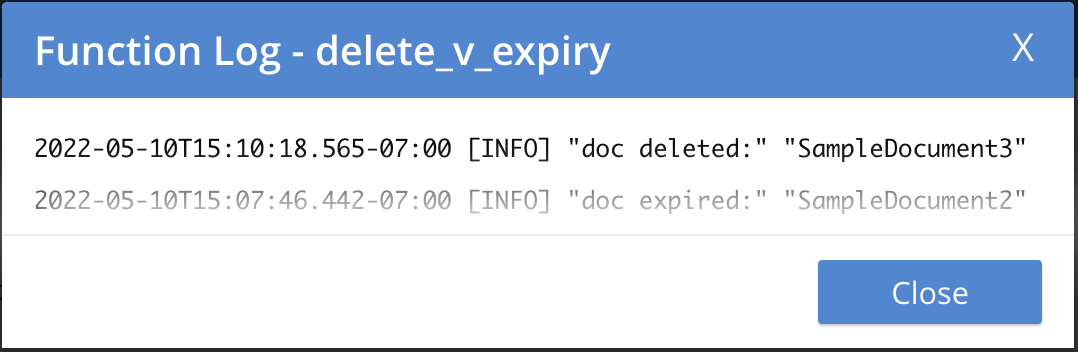 Function Log - delete_v_expiry
X
2022-05-10T15:10:18.565-07:00 [INFO] "doc deleted:" "SampleDocument3"
2022-05-10T15:07:46.442-07:00 [INFO] "doc expired:" "SampleDocument2"
Close